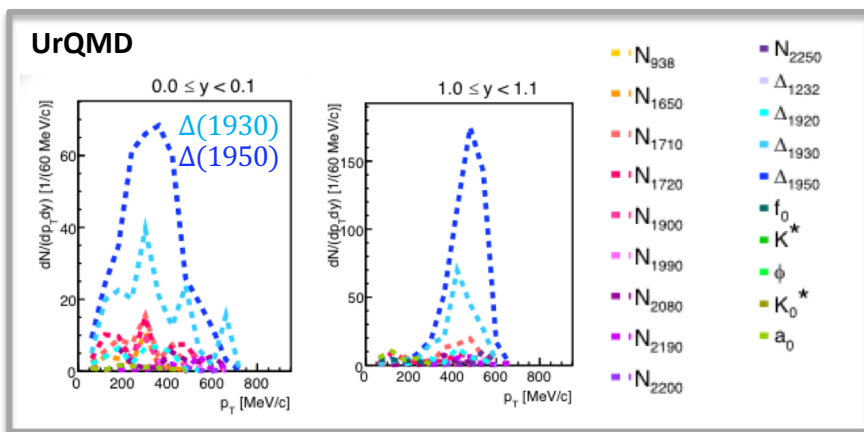 UrQMD
0.0 ≤ y < 0.1
1.0 ≤ y < 1.1
dN/(dp_T dy) [1/(60 MeV/c)]
60
40
20
0
0 200 400 600 800
p_T [MeV/c]
Δ(1930)
Δ(1950)
dN/(dp_T dy) [1/(60 MeV/c)]
150
100
50
0
0 200 400 600 800
p_T [MeV/c]
N_938
N_1650
N_1710
N_1720
N_1900
N_1990
N_2080
N_2190
N_2200
N_2250
Δ_1232
Δ_1920
Δ_1930
Δ_1950
f_0
K*
ϕ
K_0*
a_0